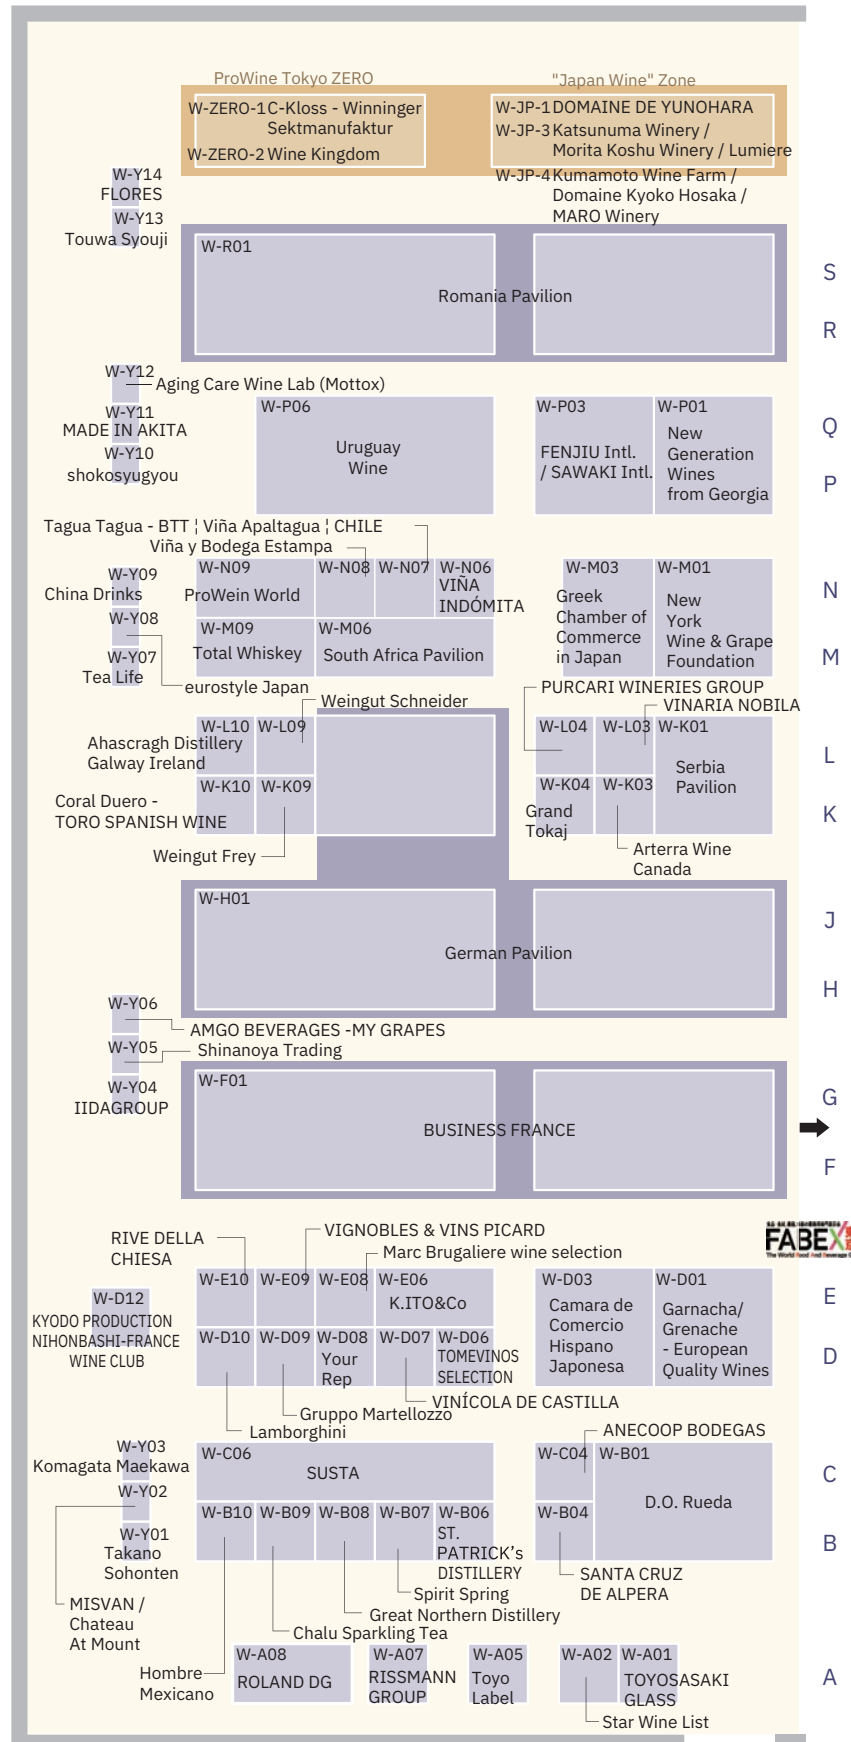 ProWine Tokyo ZERO
"Japan Wine" Zone
W-ZERO-1 C-Kloss - Winninger
Sektmanufaktur
W-ZERO-2 Wine Kingdom
W-JP-1 DOMAINE DE YUNOHARA
W-JP-3 Katsunuma Winery /
Morita Koshu Winery / Lumiere
W-JP-4 Kumamoto Wine Farm /
Domaine Kyoko Hosaka /
MARO Winery
W-Y14
FLORES
W-Y13
Touwa Syouji
W-R01
Romania Pavilion
S
R
W-Y12
Aging Care Wine Lab (Mottox)
W-Y11
MADE IN AKITA
W-Y10
shokosyugyou
W-P06
Uruguay
Wine
W-P03
FENJIU Intl.
/ SAWAKI Intl.
W-P01
New
Generation
Wines
from Georgia
Q
P
Tagua Tagua - BTT ¦ Viña Apaltagua ¦ CHILE
Viña y Bodega Estampa
W-Y09
China Drinks
W-Y08
W-Y07
Tea Life
eurostyle Japan
W-N09
ProWein World
W-N08
W-N07
W-N06
VIÑA
INDÓMITA
W-M09
Total Whiskey
W-M06
South Africa Pavilion
W-M03
Greek
Chamber of
Commerce
in Japan
W-M01
New
York
Wine & Grape
Foundation
N
M
PURCARI WINERIES GROUP
VINARIA NOBILA
Weingut Schneider
W-L10
Ahascragh Distillery
Galway Ireland
W-L09
W-K10
Coral Duero -
TORO SPANISH WINE
W-K09
Weingut Frey
W-L04
W-L03
W-K01
Serbia
Pavilion
W-K04
Grand
Tokaj
W-K03
Arterra Wine
Canada
L
K
W-H01
German Pavilion
J
H
W-Y06
AMGO BEVERAGES -MY GRAPES
W-Y05
Shinanoya Trading
W-Y04
IIDAGROUP
W-F01
BUSINESS FRANCE
G
F
FABEX
The World Food And Beverage
RIVE DELLA
CHIESA
VIGNOBLES & VINS PICARD
Marc Brugaliere wine selection
W-D12
KYODO PRODUCTION
NIHONBASHI-FRANCE
WINE CLUB
W-E10
W-E09
W-E08
W-E06
K.ITO&Co
W-D10
W-D09
W-D08
Your
Rep
W-D07
W-D06
TOMEVINOS
SELECTION
W-D03
Camara de
Comercio
Hispano
Japonesa
W-D01
Garnacha/
Grenache
- European
Quality Wines
E
D
VINÍCOLA DE CASTILLA
Gruppo Martellozzo
Lamborghini
ANECOOP BODEGAS
W-Y03
Komagata Maekawa
W-Y02
W-Y01
Takano
Sohonten
MISVAN /
Chateau
At Mount
W-C06
SUSTA
W-C04
W-B01
D.O. Rueda
W-B10
W-B09
W-B08
W-B07
W-B06
ST.
PATRICK's
DISTILLERY
W-B04
SANTA CRUZ
DE ALPERA
C
B
Spirit Spring
Great Northern Distillery
Chalu Sparkling Tea
Hombre
Mexicano
W-A08
ROLAND DG
W-A07
RISSMANN
GROUP
W-A05
Toyo
Label
W-A02
W-A01
TOYOSASAKI
GLASS
Star Wine List
A